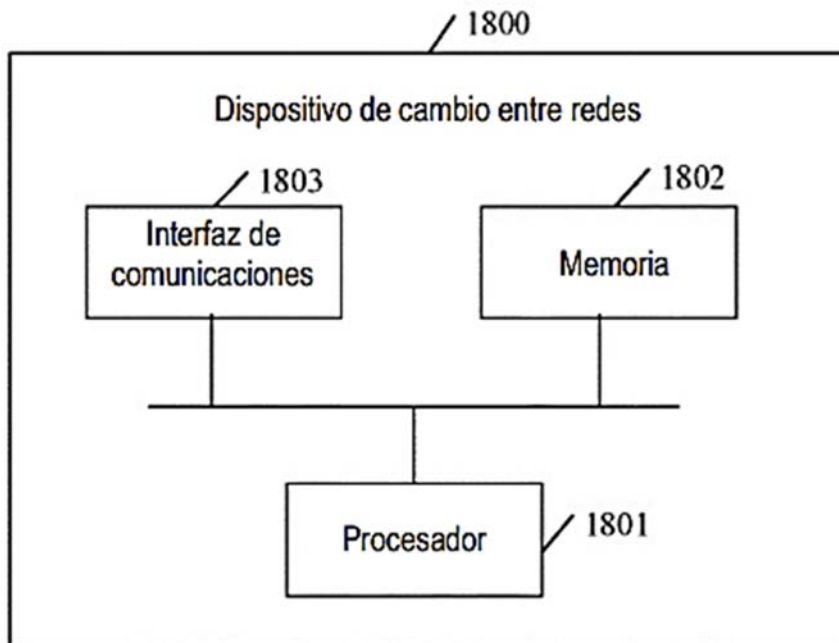 1800
Dispositivo de cambio entre redes
1803
1802
Interfaz de
comunicaciones
Memoria
1801
Procesador